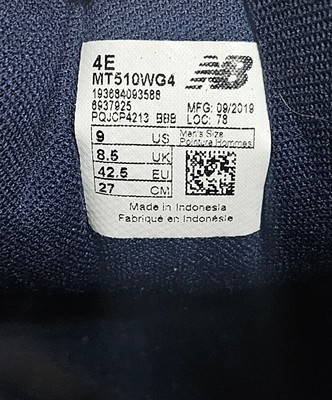 4E
MT510WG4
193684093588
6937925 MFG: 09/2019
PQJCP4213 BBB LOC: 78
9 US Men's Size
Pointure Hommes
8.5 UK
42.5 EU
27 CM
Made in Indonesia
Fabriqué en Indonésie